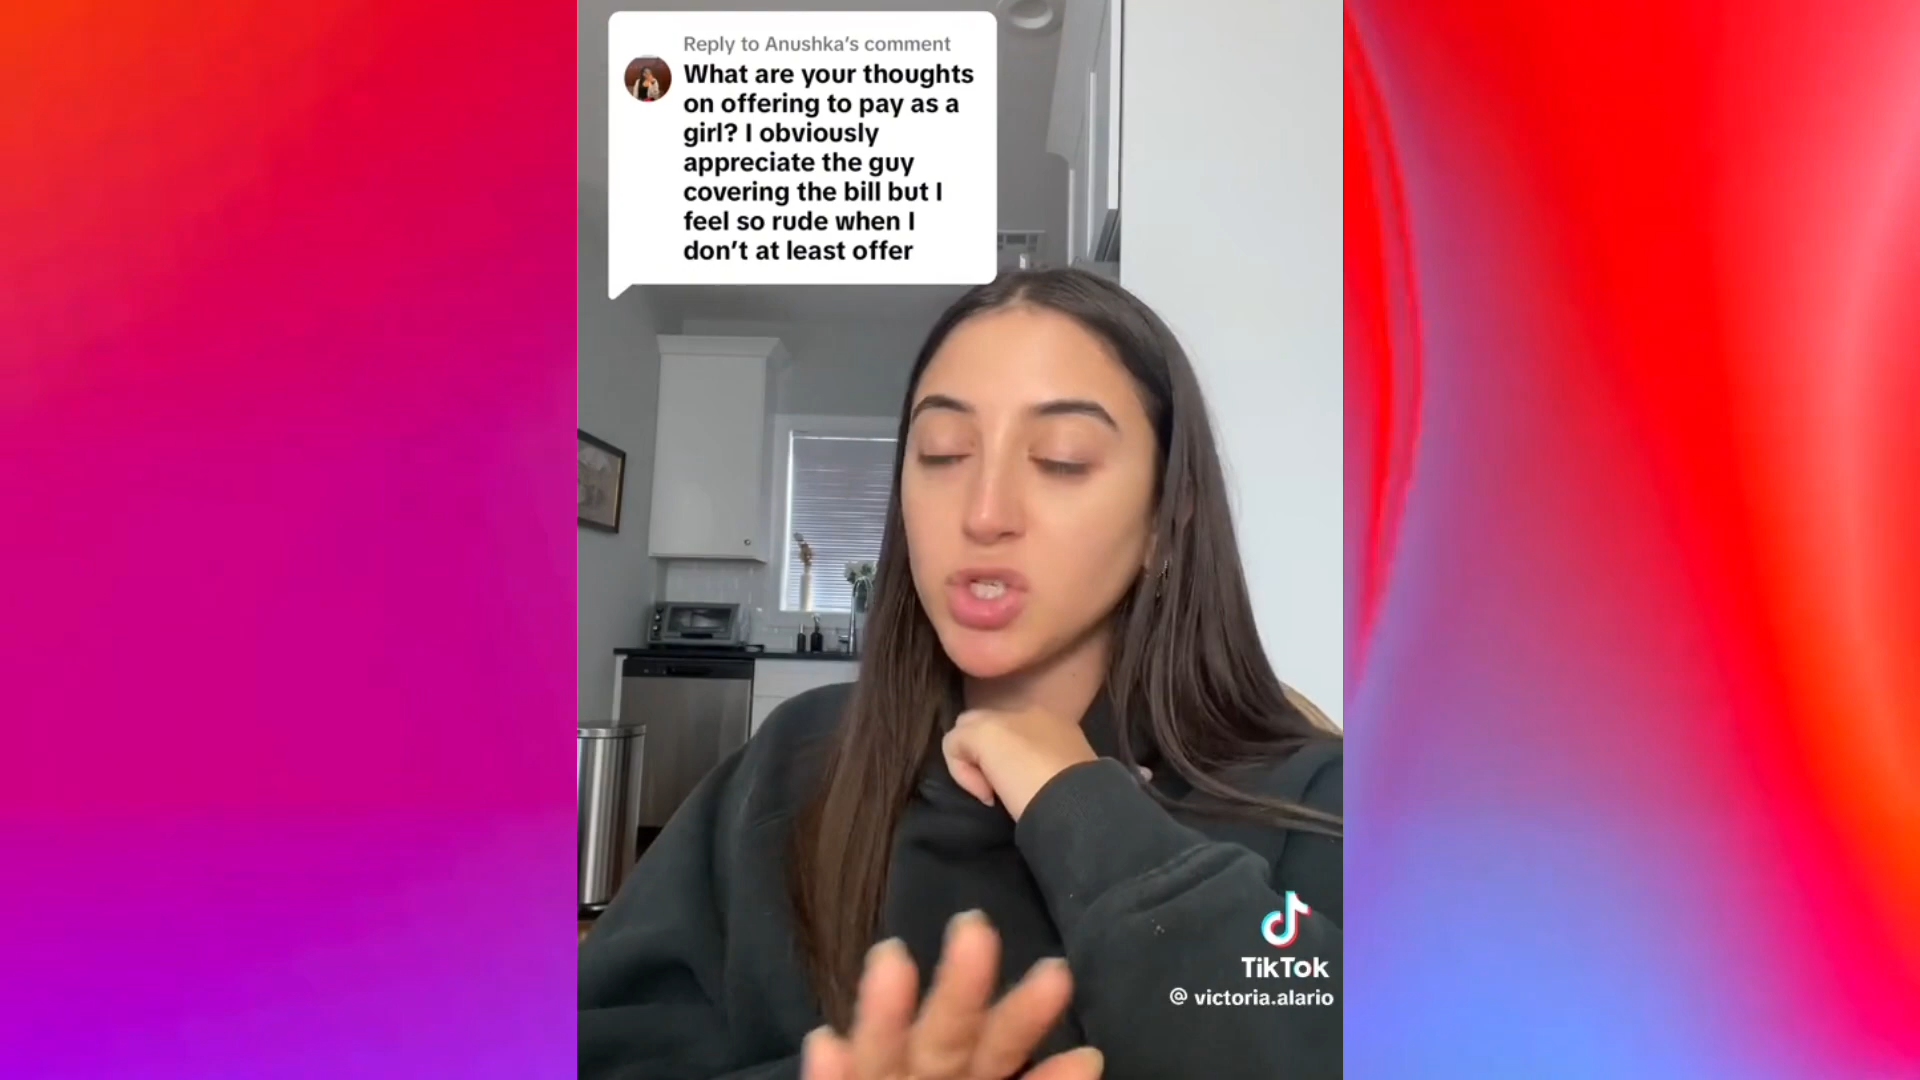 Reply to Anushka's comment
What are your thoughts
on offering to pay as a
girl? I obviously
appreciate the guy
covering the bill but I
feel so rude when I
don't at least offer
TikTok
@ victoria.alario